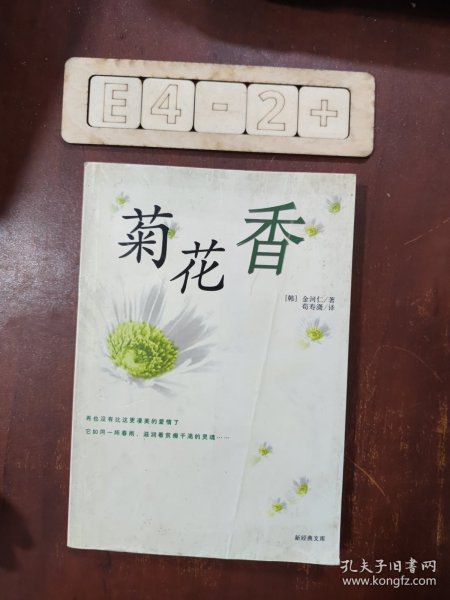 E4-2+
菊花香
[韩] 金河仁/著
荀寿潇/译
再也没有比这更凄美的爱情了
它如同一阵春雨，滋润着我瘠干渴的灵魂……
新经典文库
孔夫子旧书网
www.kongfz.com